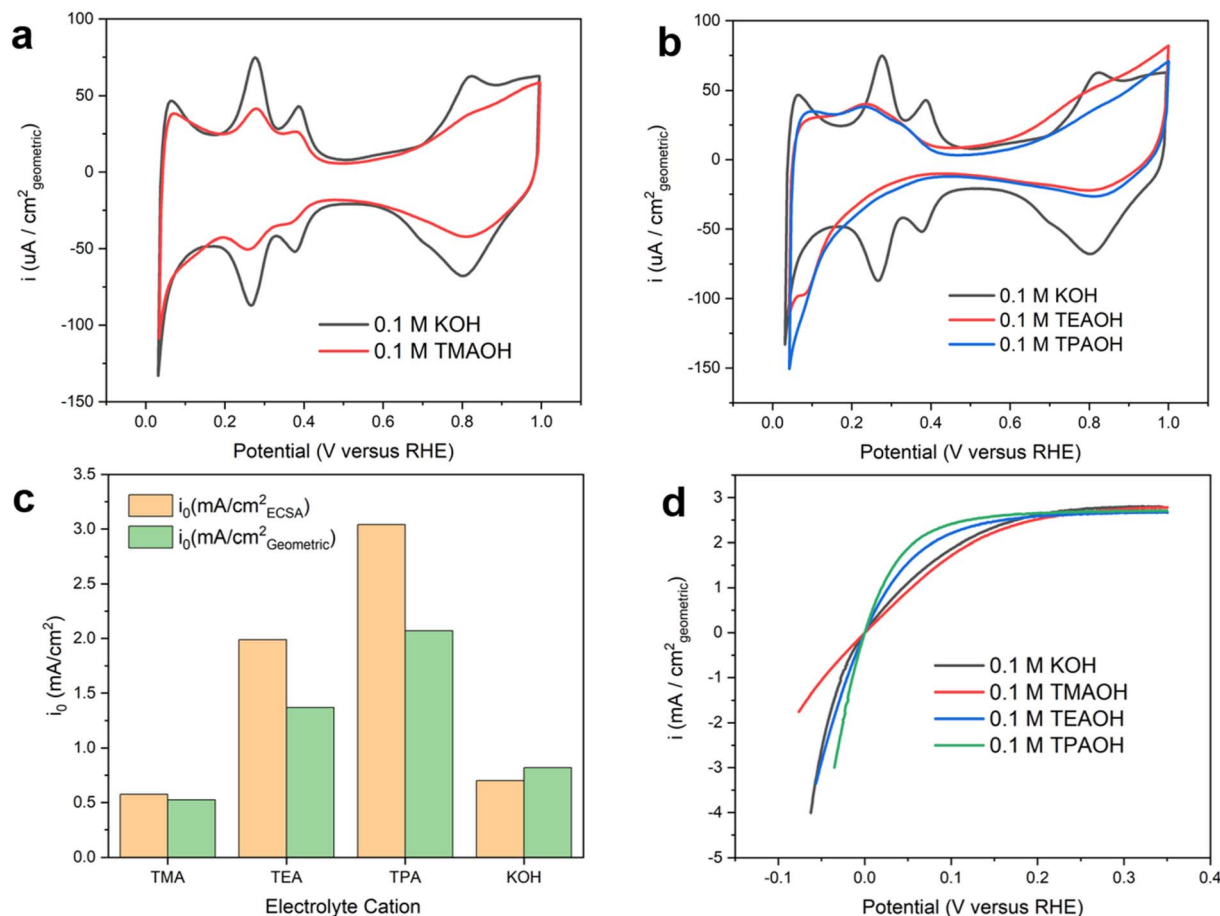 a
100
50
0
-50
-100
-150
i (uA / cm²geometric)
0.1 M KOH
0.1 M TMAOH
0.0
0.2
0.4
0.6
0.8
1.0
Potential (V versus RHE)
b
100
50
0
-50
-100
-150
i (uA / cm²geometric)
0.1 M KOH
0.1 M TEAOH
0.1 M TPAOH
0.0
0.2
0.4
0.6
0.8
1.0
Potential (V versus RHE)
c
3.5
3.0
2.5
2.0
1.5
1.0
0.5
0.0
i₀ (mA/cm²)
i₀(mA/cm²ECSA)
i₀(mA/cm²Geometric)
TMA
TEA
TPA
KOH
Electrolyte Cation
d
3
2
1
0
-1
-2
-3
-4
-5
i (mA / cm²geometric)
0.1 M KOH
0.1 M TMAOH
0.1 M TEAOH
0.1 M TPAOH
-0.1
0.0
0.1
0.2
0.3
0.4
Potential (V versus RHE)